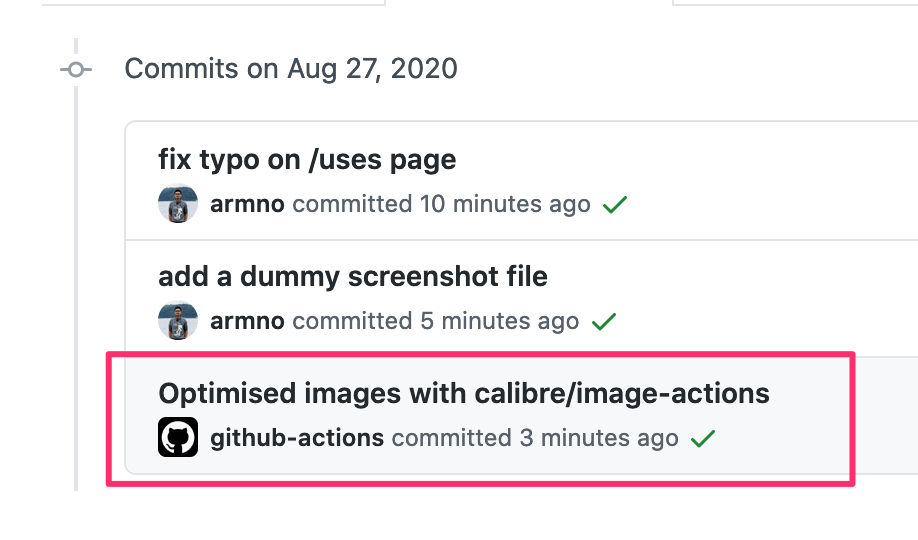 Commits on Aug 27, 2020
fix typo on /uses page
armno committed 10 minutes ago
add a dummy screenshot file
armno committed 5 minutes ago
Optimised images with calibre/image-actions
github-actions committed 3 minutes ago